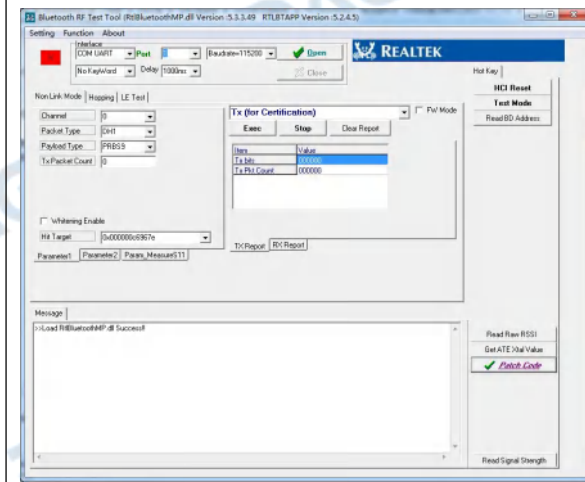 Bluetooth RF Test Tool (RtlBluetoothMP.dll Version :5.3.3.49 RTLBTAPP Version :5.2.4.5)
Setting Function About
Interface
COM UART Port Baudrate=115200 Open
REALTEK
No KeyWord Delay 1000ms Close
Hot Key
HCI Reset
Test Mode
Read BD Address
Non Link Mode Hopping LE Test
Channel 0
Packet Type DH1
Payload Type PRBS9
Tx Packet Count 0
Tx (for Certification) FW Mode
Exec Stop Clear Report
Item Value
Tx bits 000000
Tx Pkt Count 000000
Whitening Enable
Hit Target 0x000000c6967e
TX Report RX Report
Parameter1 Parameter2 Param_MeasureS11
Message
>>Load RtlBluetoothMP.dll Success!!
Read Raw RSSI
Get ATE Xtal Value
Patch Code
Read Signal Strength